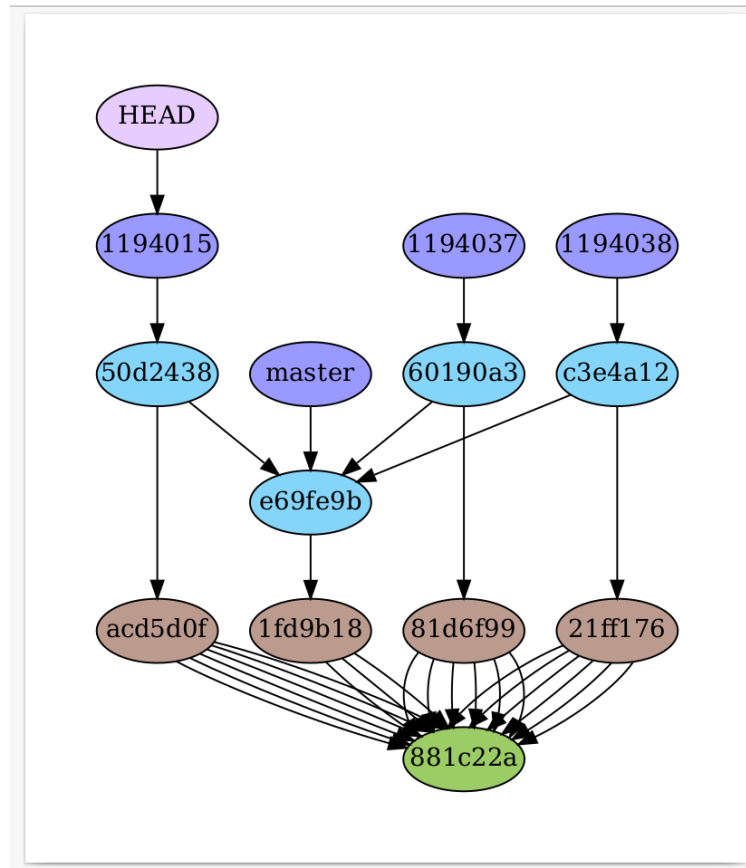 HEAD
1194015 1194037 1194038
50d2438 master 60190a3 c3e4a12
e69fe9b
acd5d0f 1fd9b18 81d6f99 21ff176
881c22a